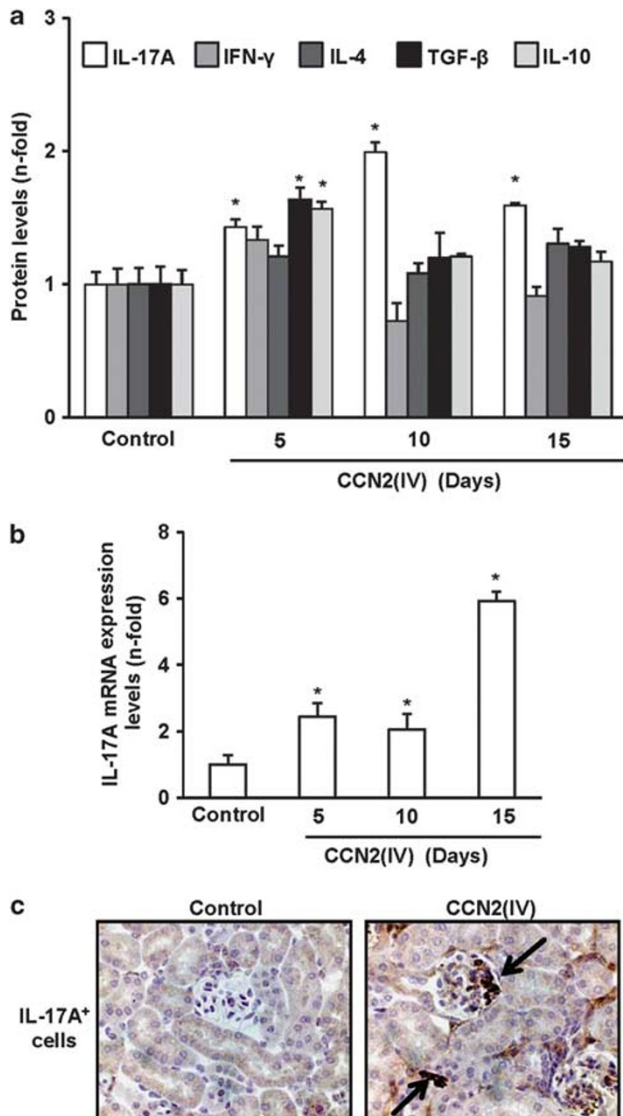 a
3
2
1
0
Protein levels (n-fold)
IL-17A IFN-γ IL-4 TGF-β IL-10
* * * * *
Control 5 10 15
CCN2(IV) (Days)
b
8
6
4
2
0
IL-17A mRNA expression
levels (n-fold)
* * *
Control 5 10 15
CCN2(IV) (Days)
c
Control CCN2(IV)
IL-17A⁺
cells